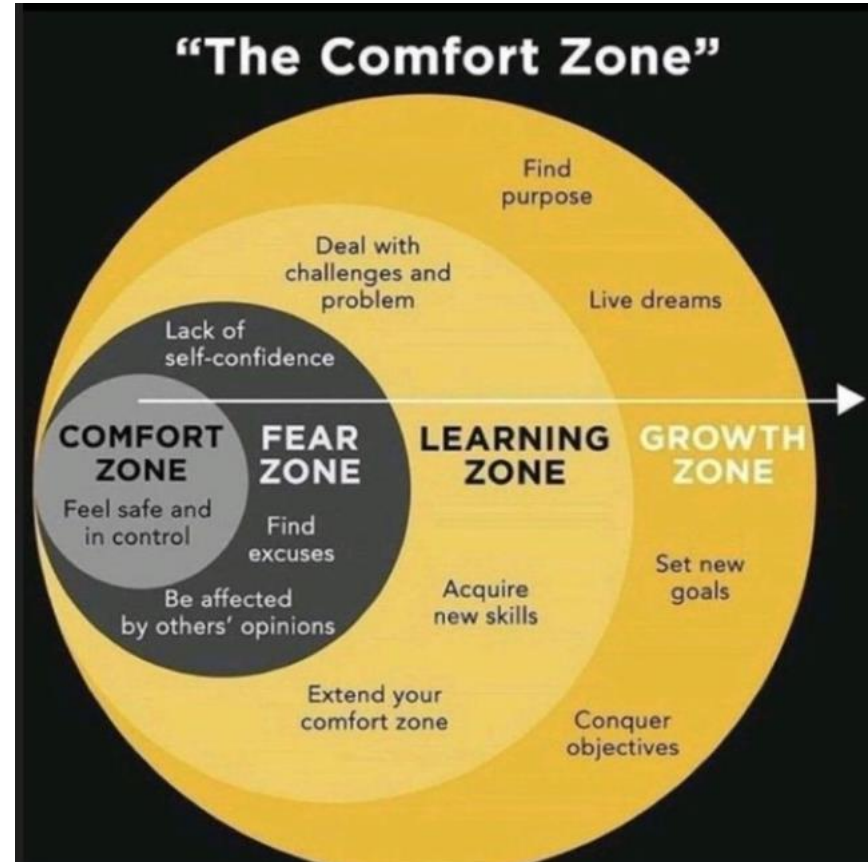 “The Comfort Zone”
Find
purpose
Deal with
challenges and
problem
Live dreams
Lack of
self-confidence
COMFORT
ZONE
Feel safe and
in control
FEAR
ZONE
Find
excuses
Be affected
by others’ opinions
LEARNING
ZONE
Acquire
new skills
Extend your
comfort zone
GROWTH
ZONE
Set new
goals
Conquer
objectives